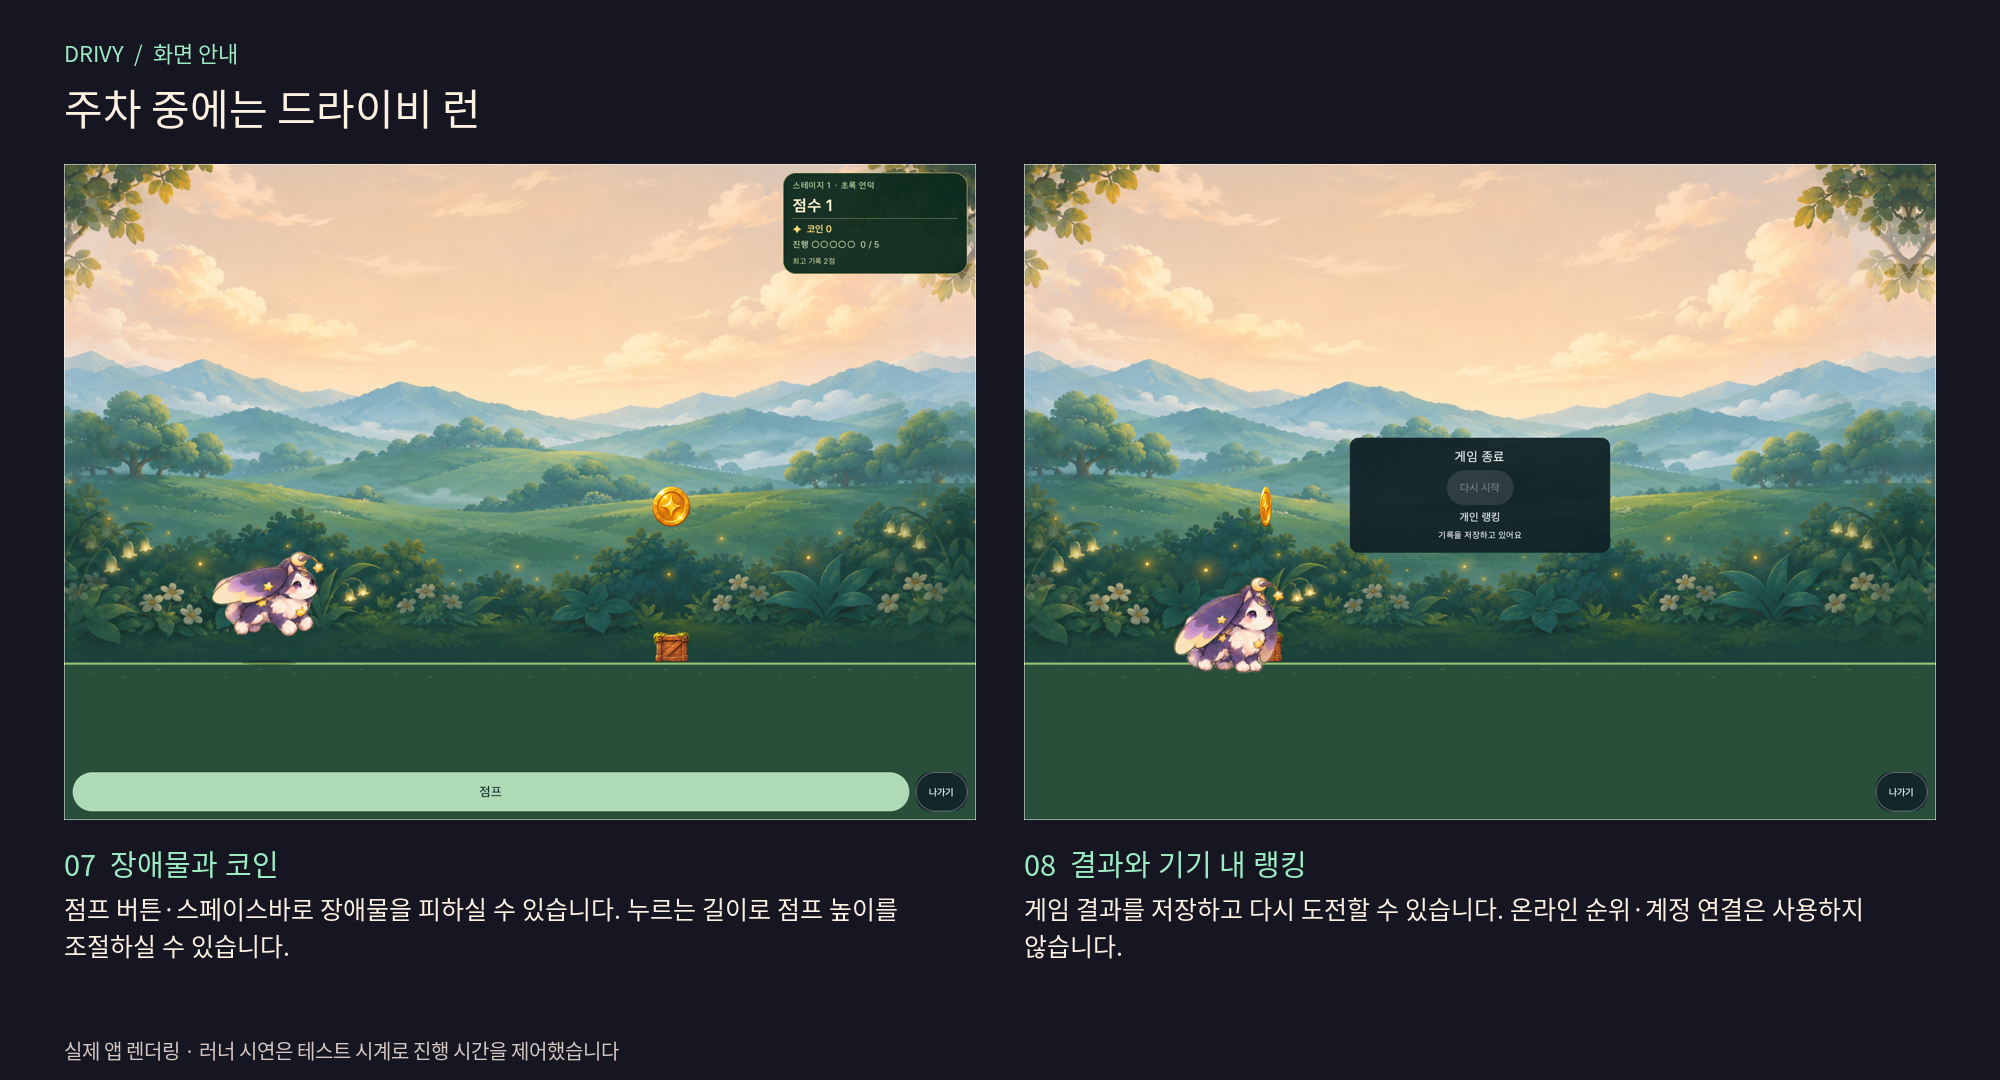 DRIVY / 화면 안내
주차 중에는 드라이비 런
스테이지 1 · 초록 언덕
점수 1
코인 0
진행 ○○○○○ 0 / 5
최고 기록 2점
점프
나가기
게임 종료
다시 시작
개인 랭킹
기록을 저장하고 있어요
나가기
07 장애물과 코인
점프 버튼·스페이스바로 장애물을 피하실 수 있습니다. 누르는 길이로 점프 높이를
조절하실 수 있습니다.
08 결과와 기기 내 랭킹
게임 결과를 저장하고 다시 도전할 수 있습니다. 온라인 순위·계정 연결은 사용하지
않습니다.
실제 앱 렌더링 · 러너 시연은 테스트 시계로 진행 시간을 제어했습니다